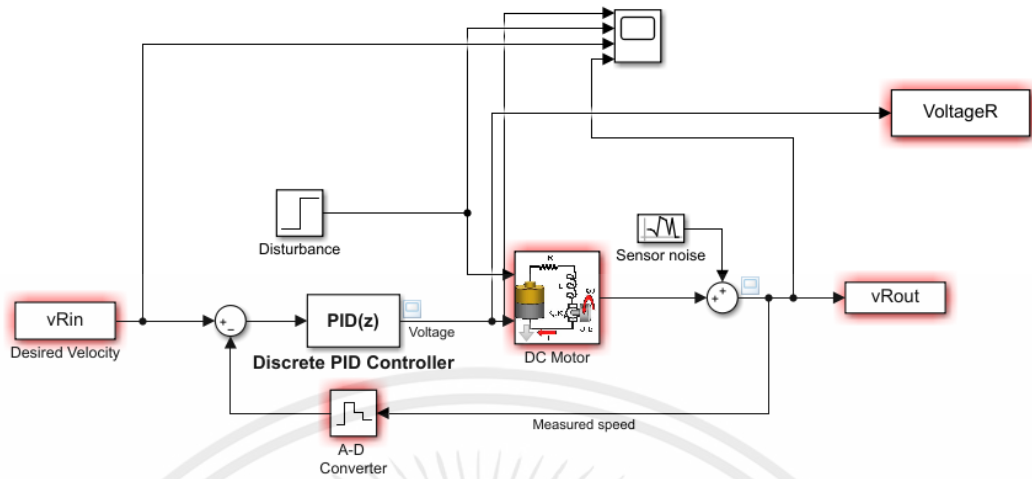 VoltageR
Disturbance
Sensor noise
vRin
Desired Velocity
PID(z)
Voltage
Discrete PID Controller
DC Motor
vRout
Measured speed
A-D
Converter